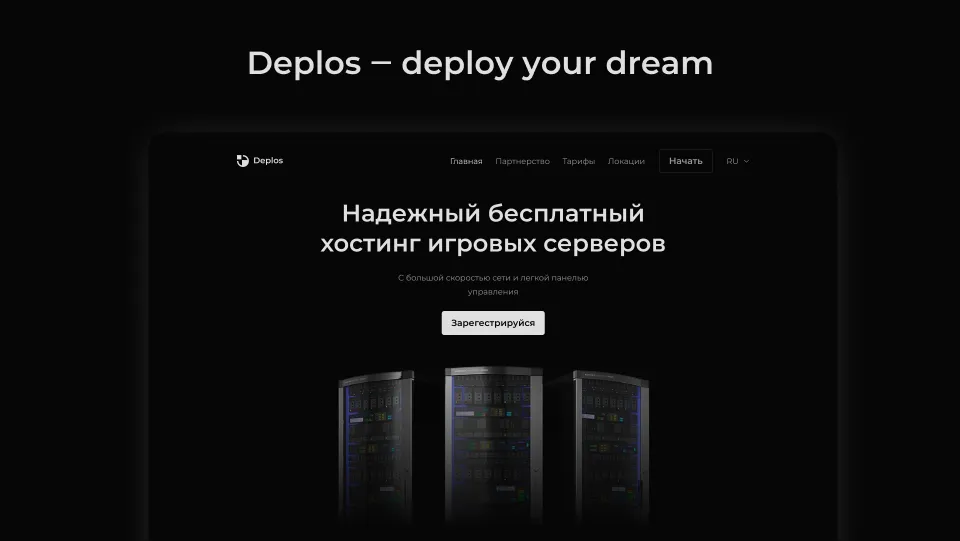 Deplos — deploy your dream
Deplos
Главная Партнерство Тарифы Локации Начать RU
Надежный бесплатный
хостинг игровых серверов
С большой скоростью сети и легкой панелью
управления
Зарегестрируйся